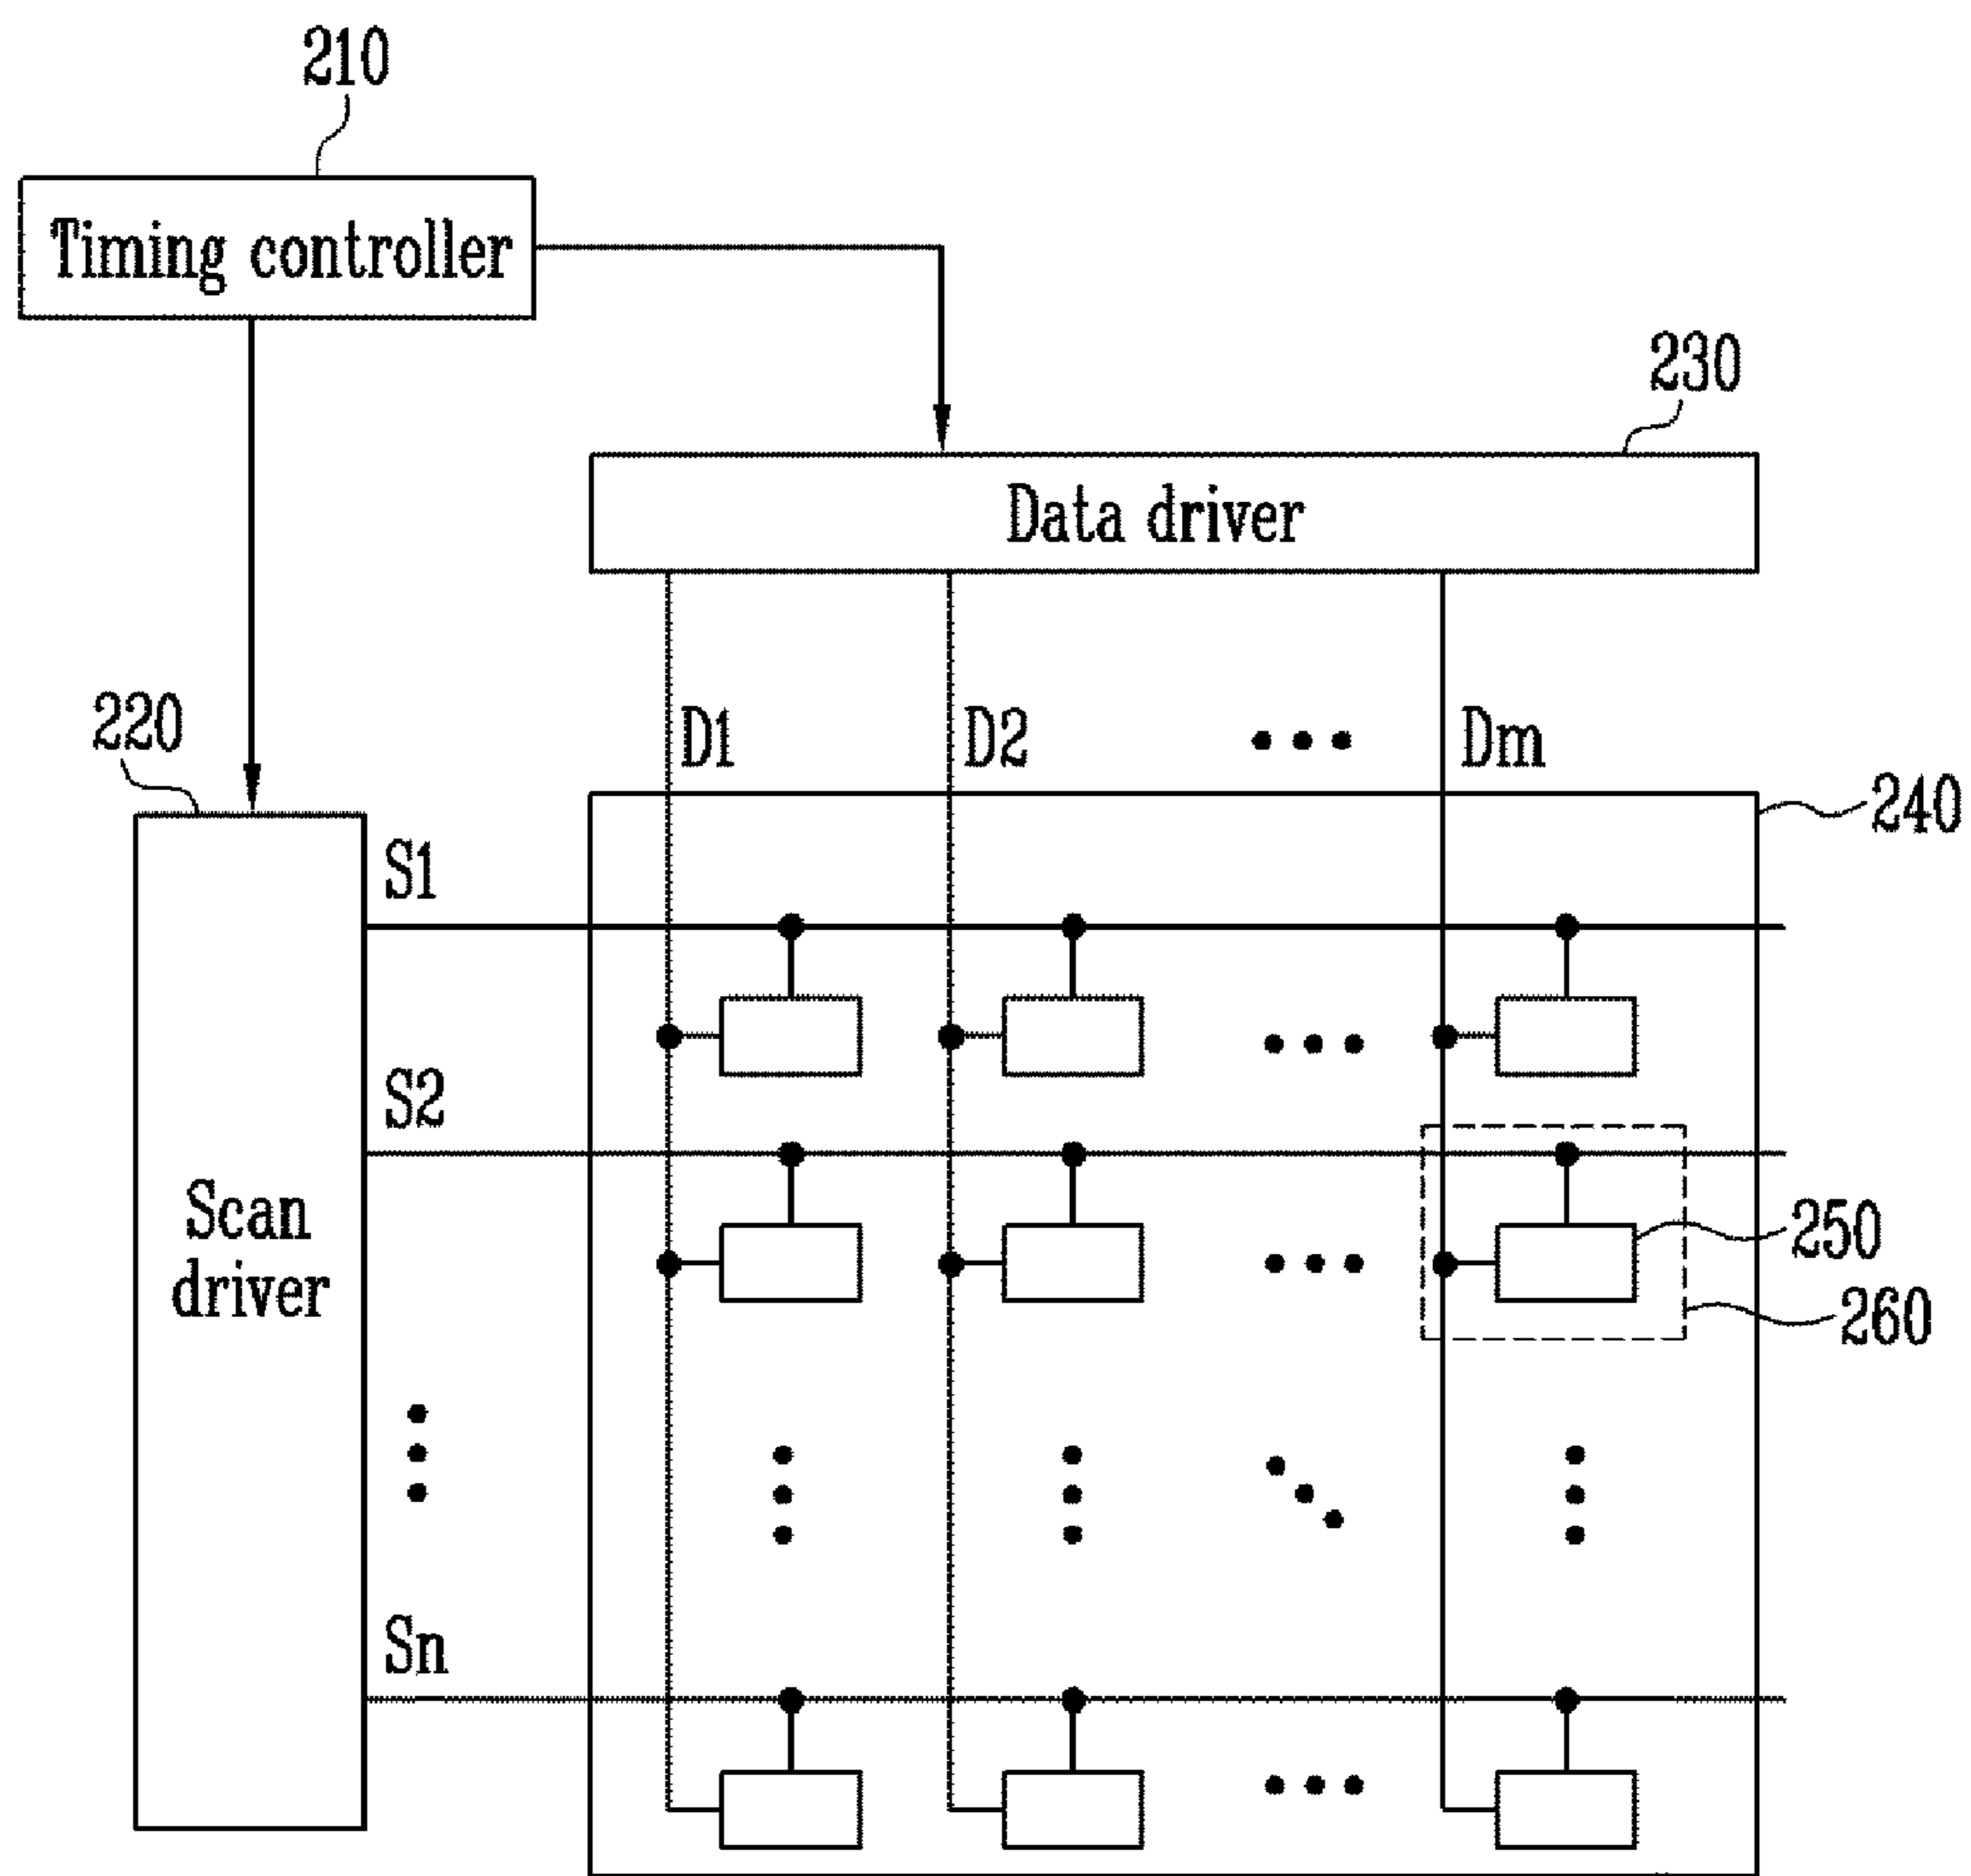 210
Timing controller
230
Data driver
220
D1 D2 Dm
240
S1
S2
Scan
driver
250
260
Sn